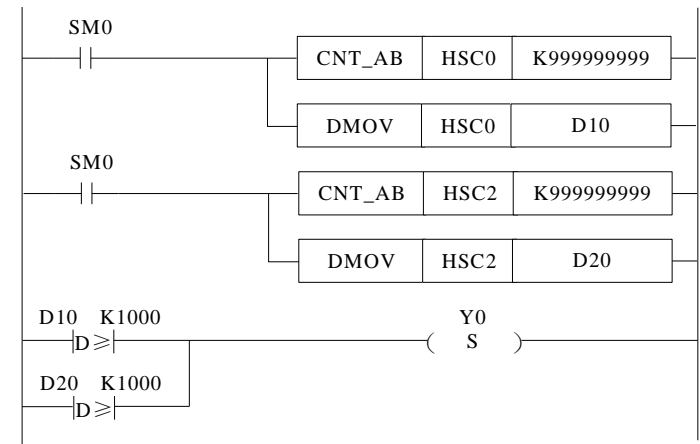 SM0
CNT_AB HSC0 K999999999
DMOV HSC0 D10
SM0
CNT_AB HSC2 K999999999
DMOV HSC2 D20
D10 K1000 Y0
D≥ S
D20 K1000
D≥